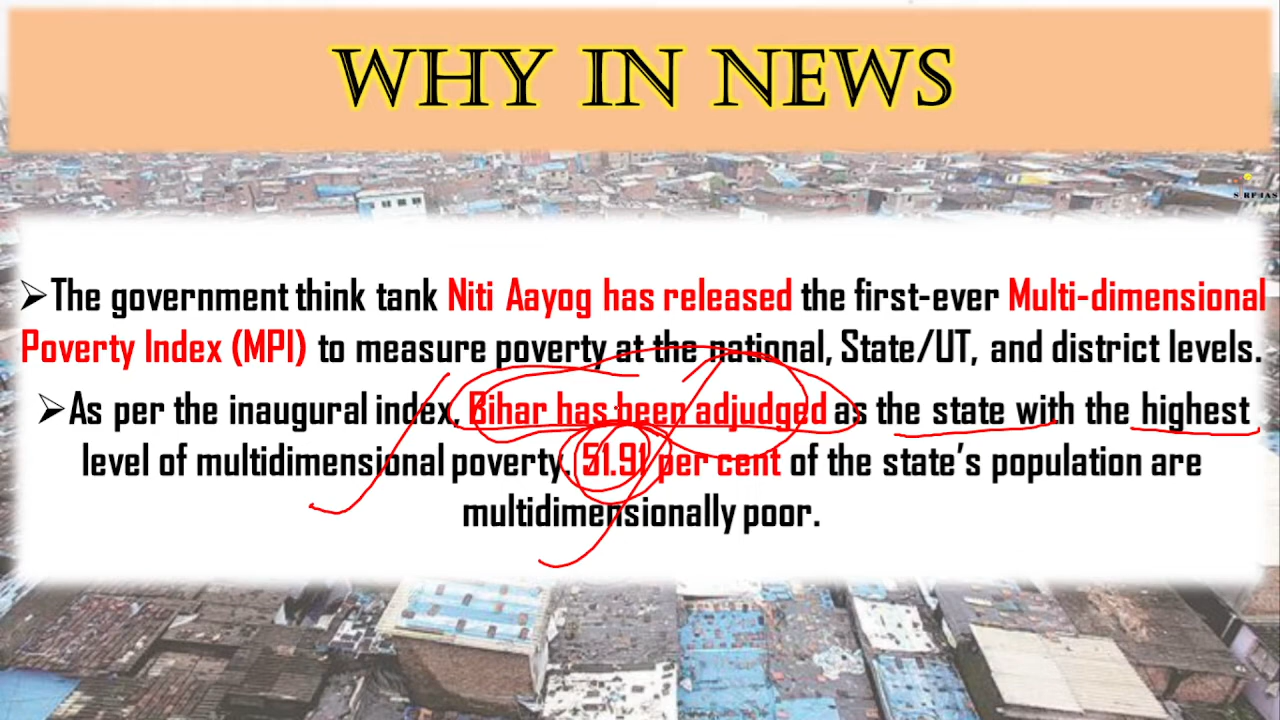 WHY IN NEWS
S RP IAS
➢The government think tank Niti Aayog has released the first-ever Multi-dimensional
Poverty Index (MPI) to measure poverty at the national, State/UT, and district levels.
➢As per the inaugural index, Bihar has been adjudged as the state with the highest
level of multidimensional poverty. 51.91 per cent of the state's population are
multidimensionally poor.